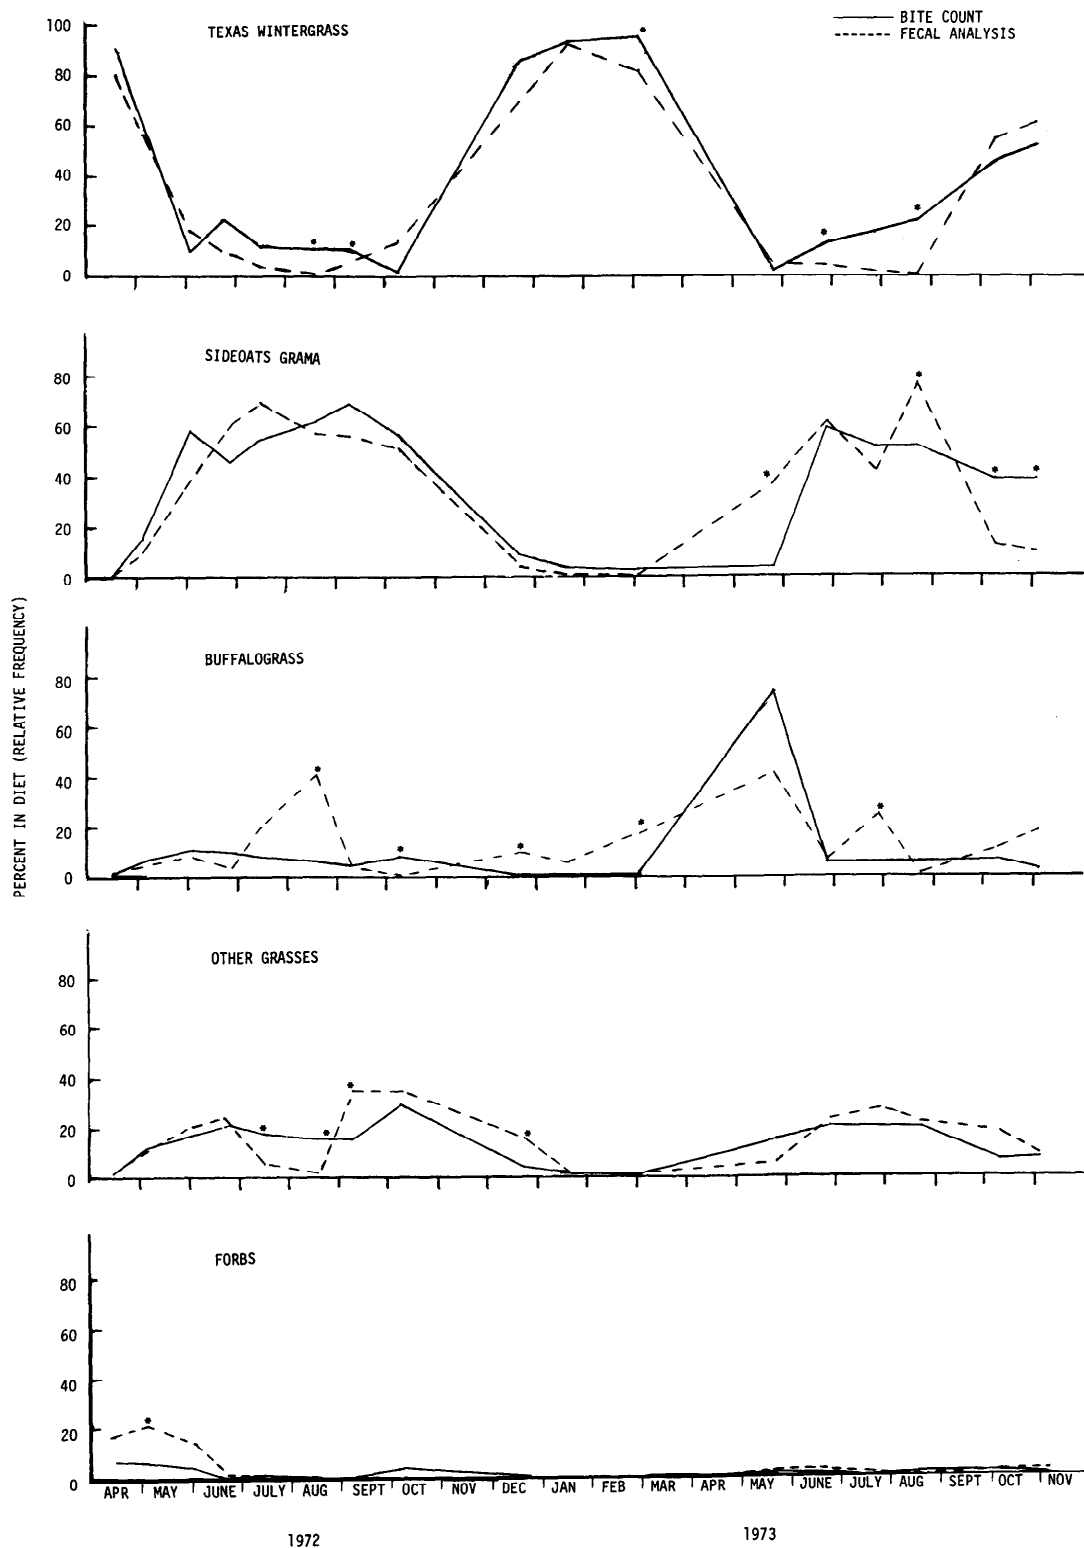 BITE COUNT
FECAL ANALYSIS
TEXAS WINTERGRASS
100
80
60
40
20
0
* * * * *
SIDEOATS GRAMA
80
60
40
20
0
* * * *
PERCENT IN DIET (RELATIVE FREQUENCY)
BUFFALOGRASS
80
60
40
20
0
* * * * *
OTHER GRASSES
80
60
40
20
0
* * * *
FORBS
80
60
40
20
0
*
APR MAY JUNE JULY AUG SEPT OCT NOV DEC JAN FEB MAR APR MAY JUNE JULY AUG SEPT OCT NOV
1972 1973